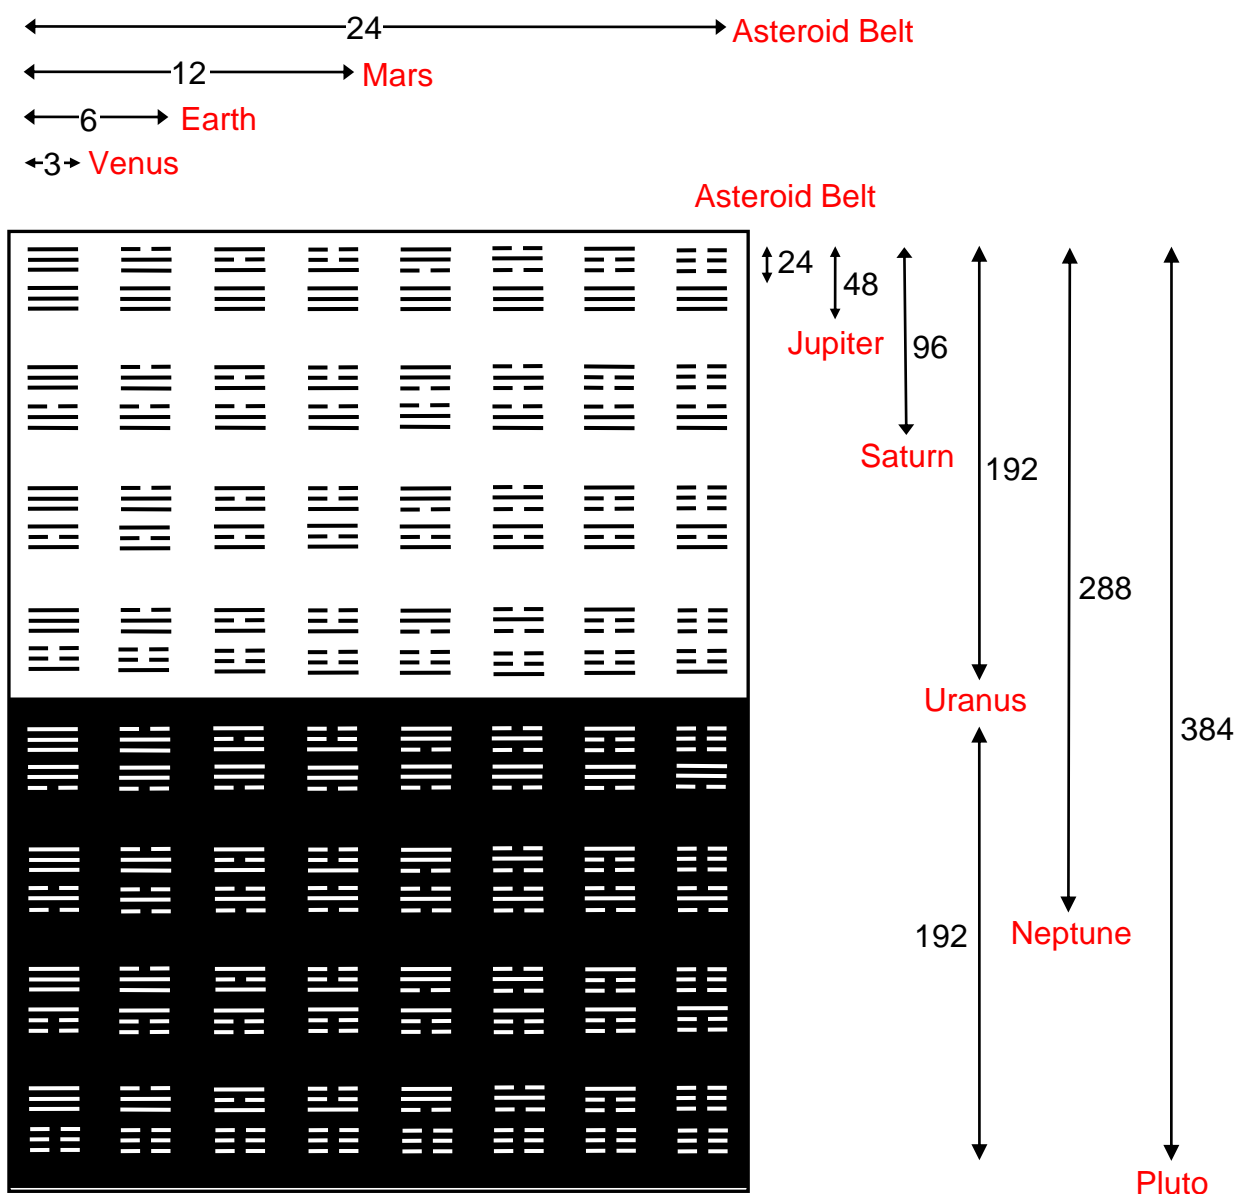 24 Asteroid Belt
12 Mars
6 Earth
3 Venus
Asteroid Belt
24
48
Jupiter
96
Saturn
192
Uranus
288
384
192
Neptune
Pluto